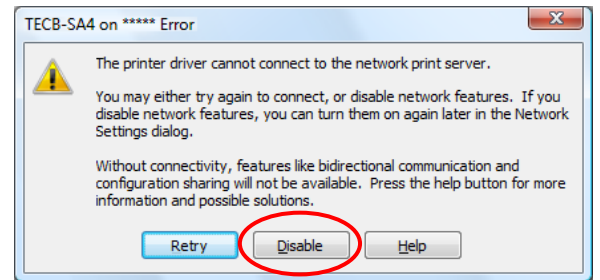 TECB-SA4 on ***** Error
The printer driver cannot connect to the network print server.
You may either try again to connect, or disable network features. If you
disable network features, you can turn them on again later in the Network
Settings dialog.
Without connectivity, features like bidirectional communication and
configuration sharing will not be available. Press the help button for more
information and possible solutions.
Retry Disable Help